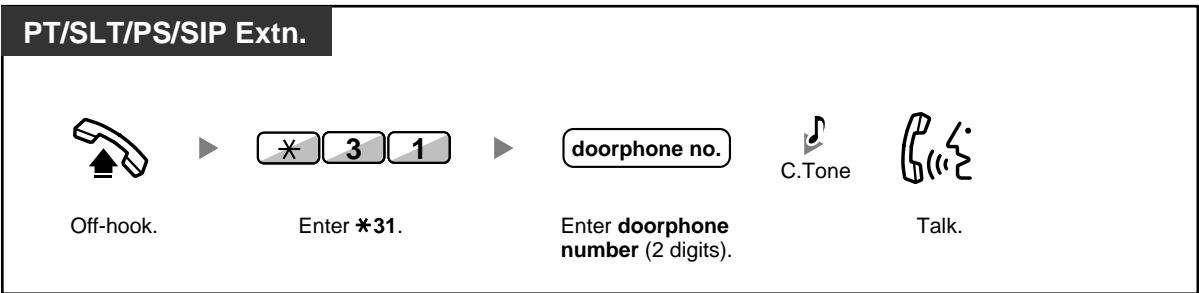 PT/SLT/PS/SIP Extn.
✳ 3 1
doorphone no.
C.Tone
Off-hook.
Enter ✳31.
Enter doorphone
number (2 digits).
Talk.